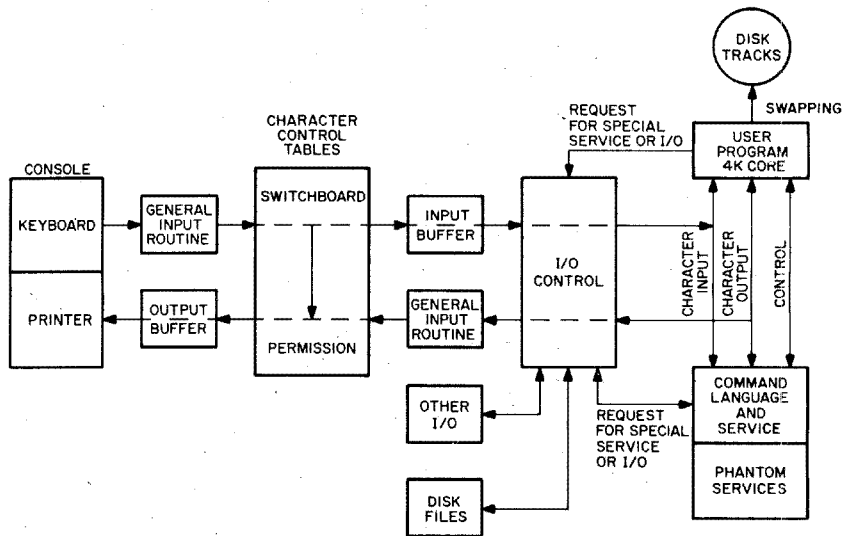 DISK
TRACKS
SWAPPING
REQUEST
FOR SPECIAL
SERVICE OR I/O
USER
PROGRAM
4K CORE
CHARACTER
CONTROL
TABLES
CONSOLE
KEYBOARD
GENERAL
INPUT
ROUTINE
SWITCHBOARD
INPUT
BUFFER
I/O
CONTROL
CHARACTER
INPUT
CHARACTER
OUTPUT
CONTROL
PRINTER
OUTPUT
BUFFER
PERMISSION
GENERAL
INPUT
ROUTINE
OTHER
I/O
REQUEST
FOR SPECIAL
SERVICE
OR I/O
COMMAND
LANGUAGE
AND
SERVICE
PHANTOM
SERVICES
DISK
FILES